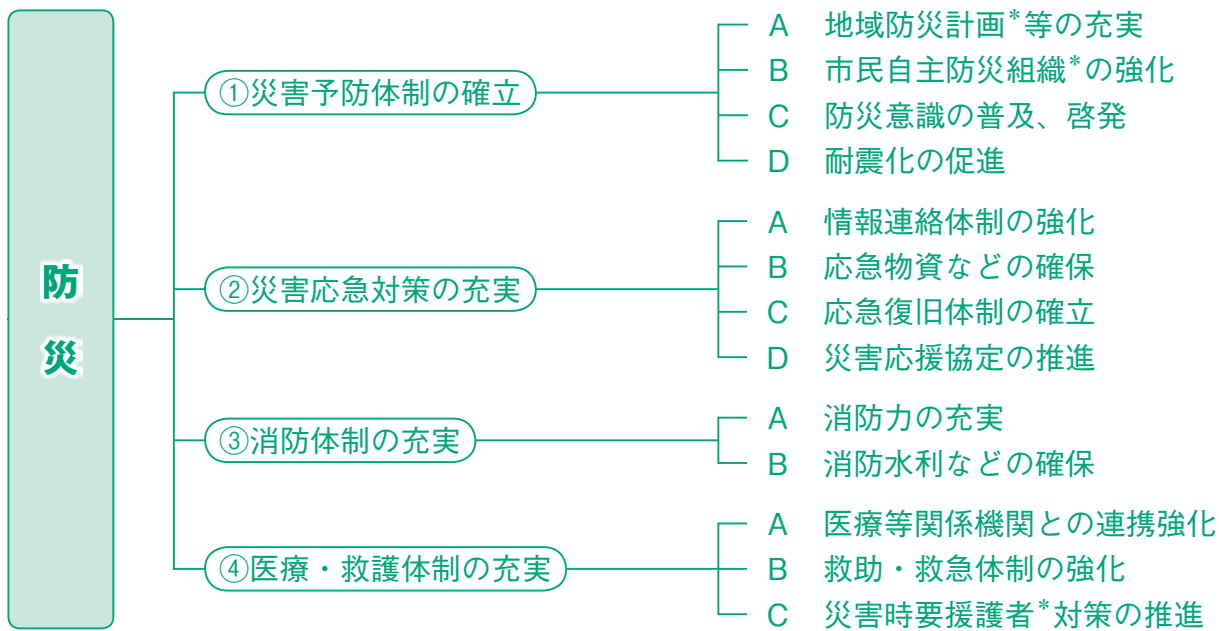 防災
①災害予防体制の確立
A 地域防災計画*等の充実
B 市民自主防災組織*の強化
C 防災意識の普及、啓発
D 耐震化の促進
②災害応急対策の充実
A 情報連絡体制の強化
B 応急物資などの確保
C 応急復旧体制の確立
D 災害応援協定の推進
③消防体制の充実
A 消防力の充実
B 消防水利などの確保
④医療・救護体制の充実
A 医療等関係機関との連携強化
B 救助・救急体制の強化
C 災害時要援護者*対策の推進